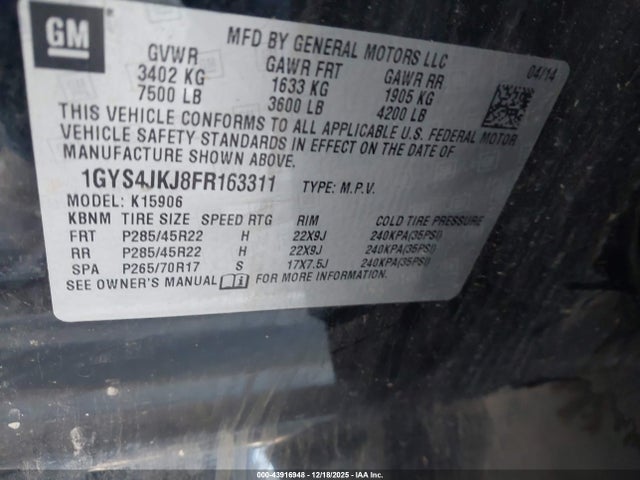 GM
MFD BY GENERAL MOTORS LLC
GVWR GAWR FRT GAWR RR 04/14
3402 KG 1633 KG 1905 KG
7500 LB 3600 LB 4200 LB
THIS VEHICLE CONFORMS TO ALL APPLICABLE U.S. FEDERAL MOTOR
VEHICLE SAFETY STANDARDS IN EFFECT ON THE DATE OF
MANUFACTURE SHOWN ABOVE.
1GYS4JKJ8FR163311 TYPE: M.P.V.
MODEL: K15906
KBNM TIRE SIZE SPEED RTG RIM COLD TIRE PRESSURE
FRT P285/45R22 H 22X9J 240KPA(35PSI)
RR P285/45R22 H 22X9J 240KPA(35PSI)
SPA P265/70R17 S 17X7.5J 240KPA(35PSI)
SEE OWNER'S MANUAL FOR MORE INFORMATION.
000-43916948 - 12/18/2025 - IAA Inc.